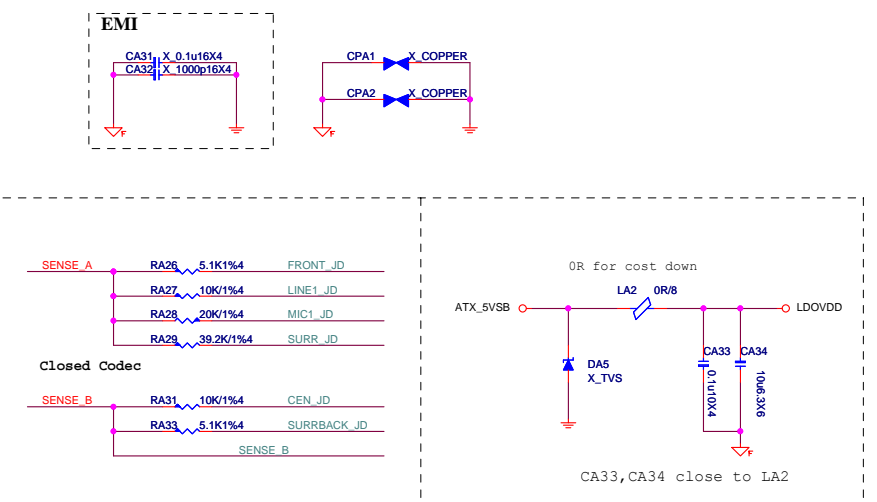 EMI
CA31 X_0.1u16X4
CA32 X_1000p16X4
F
CPA1 X_COPPER
CPA2 X_COPPER
F
SENSE_A RA26 5.1K1%4 FRONT_JD
RA27 10K/1%4 LINE1_JD
RA28 20K/1%4 MIC1_JD
RA29 39.2K/1%4 SURR_JD
Closed Codec
SENSE_B RA31 10K/1%4 CEN_JD
RA33 5.1K1%4 SURRBACK_JD
SENSE_B
0R for cost down
LA2 0R/8
ATX_5VSB LDOVDD
DA5
X_TVS
CA33 CA34
0.1u10X4
10u6.3X6
F
CA33,CA34 close to LA2